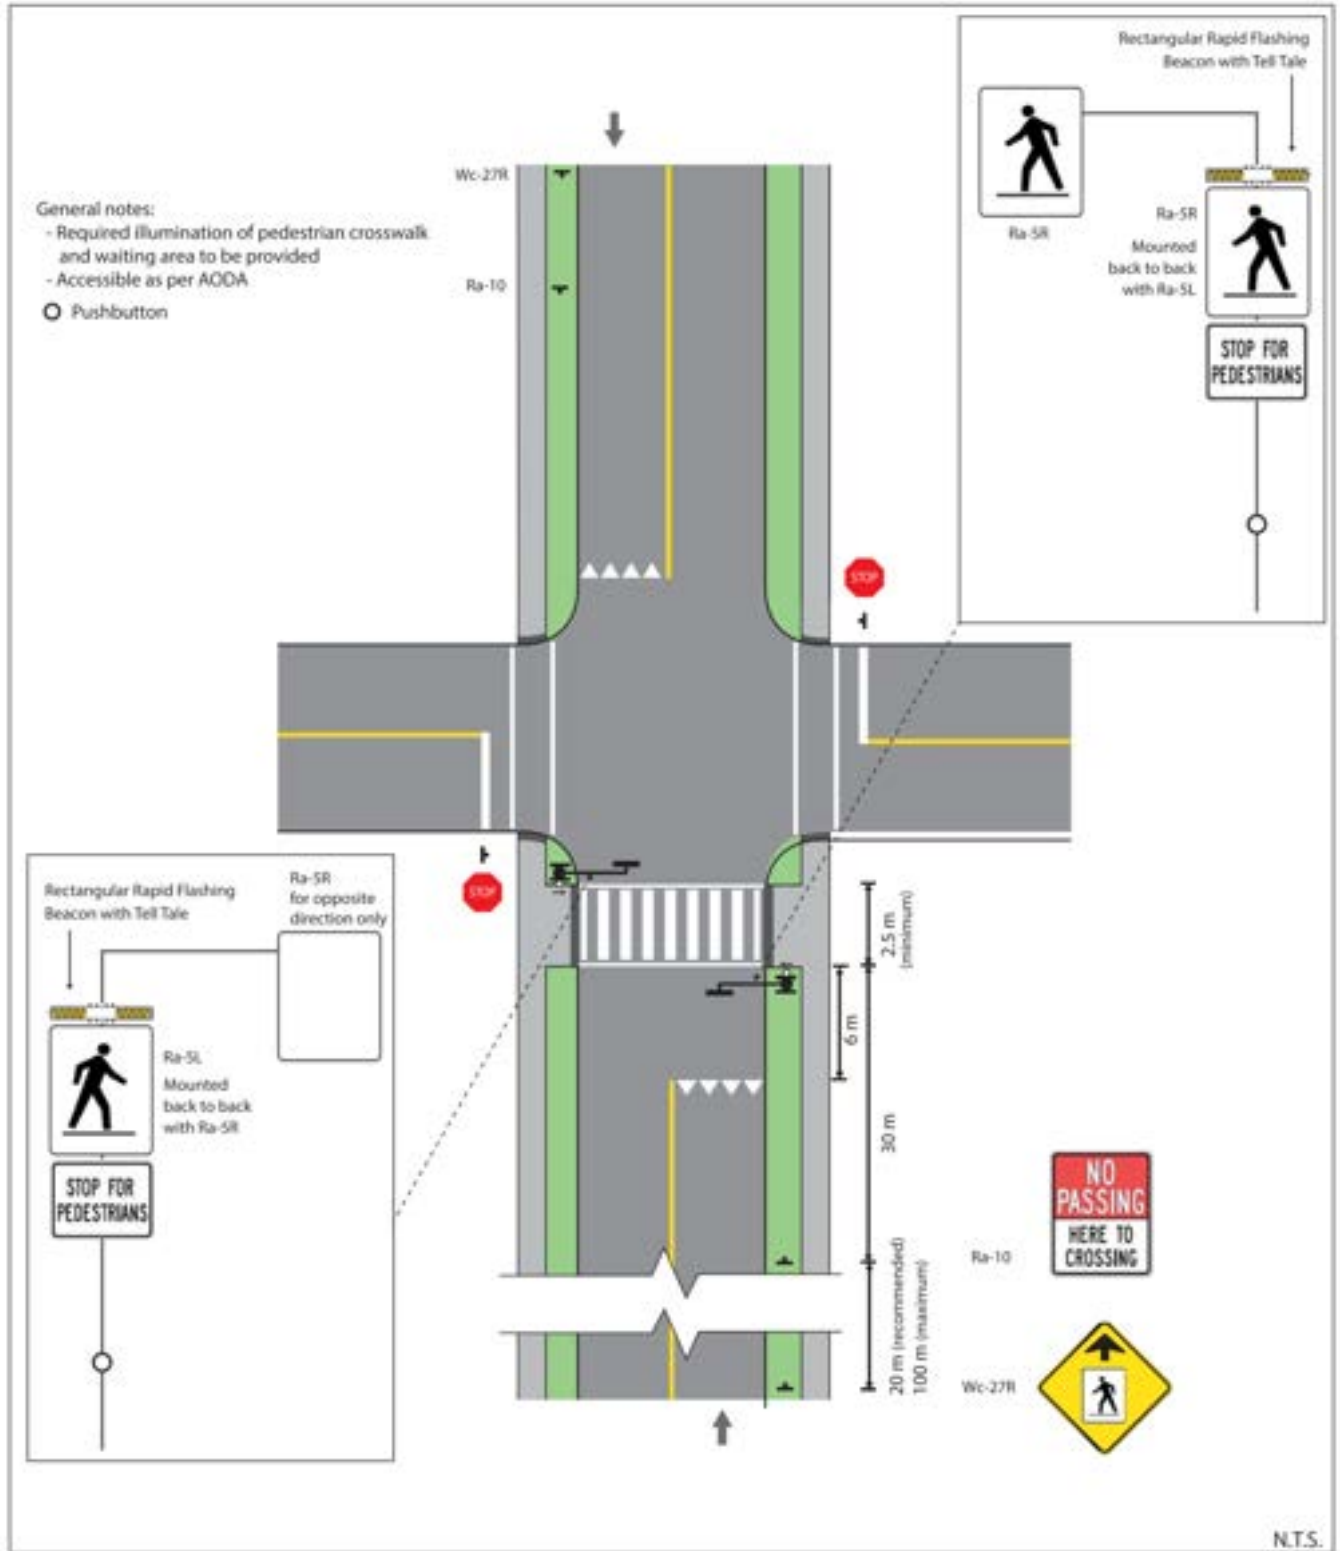 Rectangular Rapid Flashing
Beacon with Tell Tale
Ra-5R
Ra-5R
Mounted
back to back
with Ra-5L
STOP FOR
PEDESTRIANS
Wc-27R
General notes:
- Required illumination of pedestrian crosswalk
and waiting area to be provided
- Accessible as per AODA
Pushbutton
Ra-10
STOP
STOP
Rectangular Rapid Flashing
Beacon with Tell Tale
Ra-5R
for opposite
direction only
Ra-5L
Mounted
back to back
with Ra-5R
STOP FOR
PEDESTRIANS
2.5 m
(minimum)
6 m
30 m
20 m (recommended)
100 m (maximum)
Ra-10
NO
PASSING
HERE TO
CROSSING
Wc-27R
N.T.S.